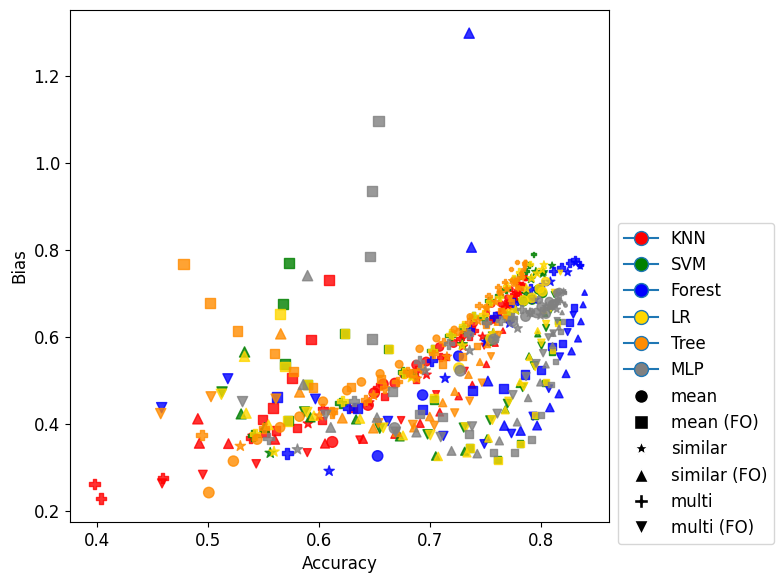 1.2
1.0
0.8
0.6
0.4
0.2
Bias
0.4
0.5
0.6
0.7
0.8
Accuracy
KNN
SVM
Forest
LR
Tree
MLP
mean
mean (FO)
similar
similar (FO)
multi
multi (FO)